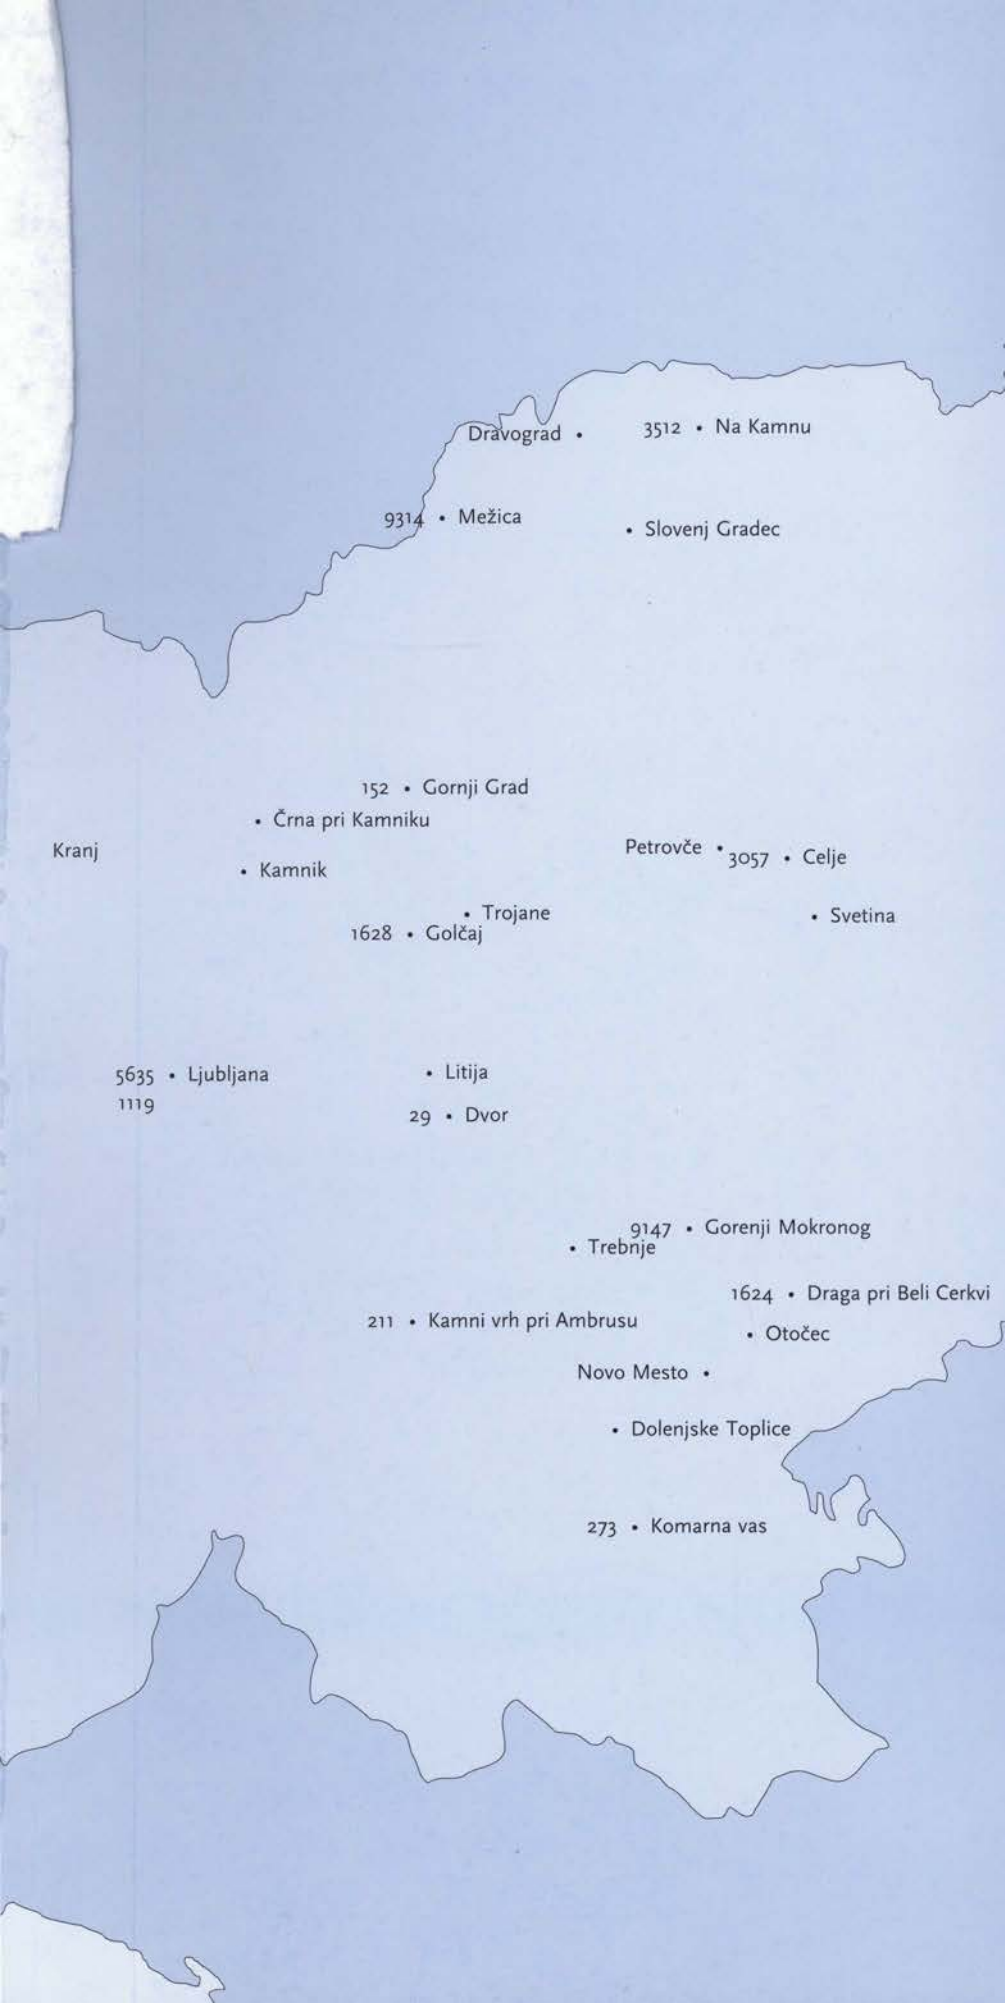 Dravograd •
3512 • Na Kamnu
9314 • Mežica
• Slovenj Gradec
152 • Gornji Grad
• Črna pri Kamniku
Kranj
Petrovče •
3057 • Celje
• Kamnik
• Trojane
• Svetina
1628 • Golčaj
5635 • Ljubljana
1119
• Litija
29 • Dvor
9147 • Gorenji Mokronog
• Trebnje
1624 • Draga pri Beli Cerkvi
211 • Kamni vrh pri Ambrusu
• Otočec
Novo Mesto •
• Dolenjske Toplice
273 • Komarna vas